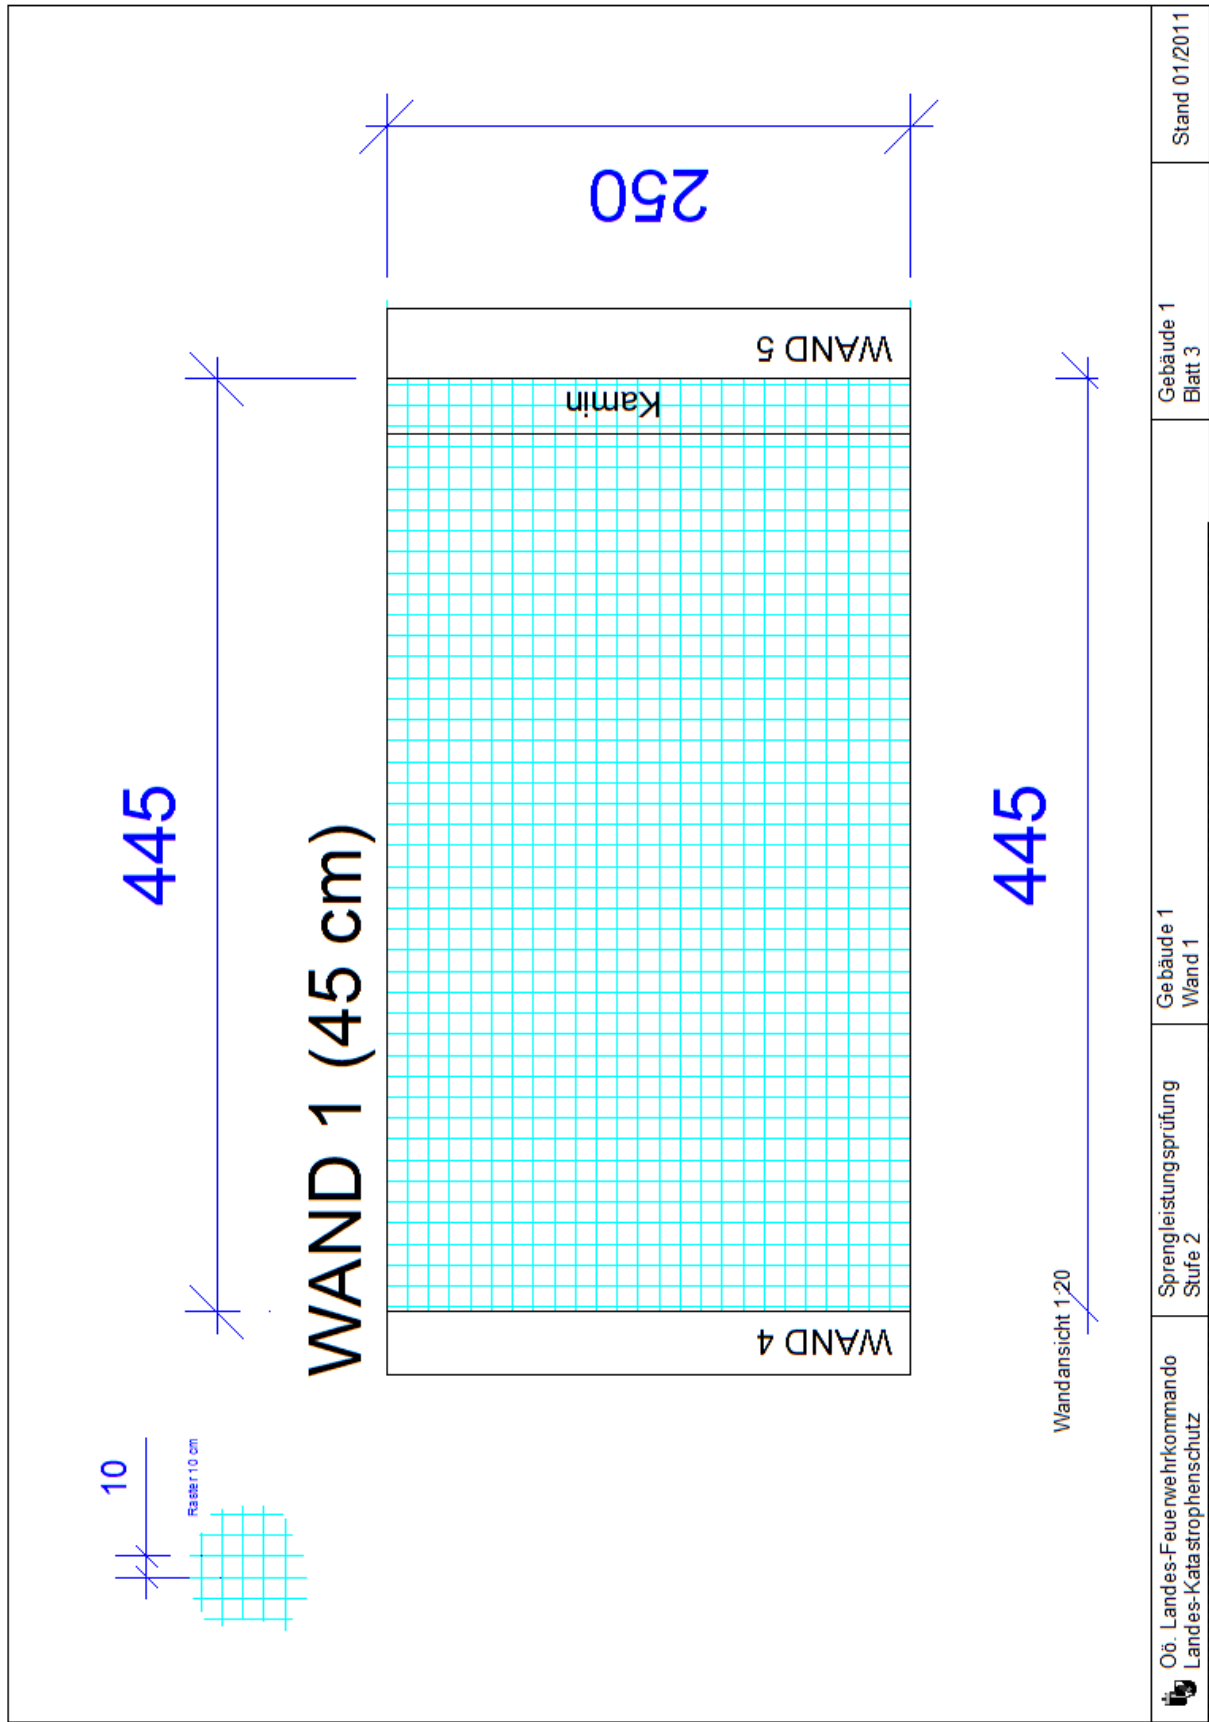 10
Raster 10 cm
445
WAND 1 (45 cm)
250
WAND 4
Kamin
WAND 5
445
Wandansicht 1:20
Oö. Landes-Feuerwehrkommando
Landes-Katastrophenschutz
Sprengleistungsprüfung
Stufe 2
Gebäude 1
Wand 1
Gebäude 1
Blatt 3
Stand 01/2011